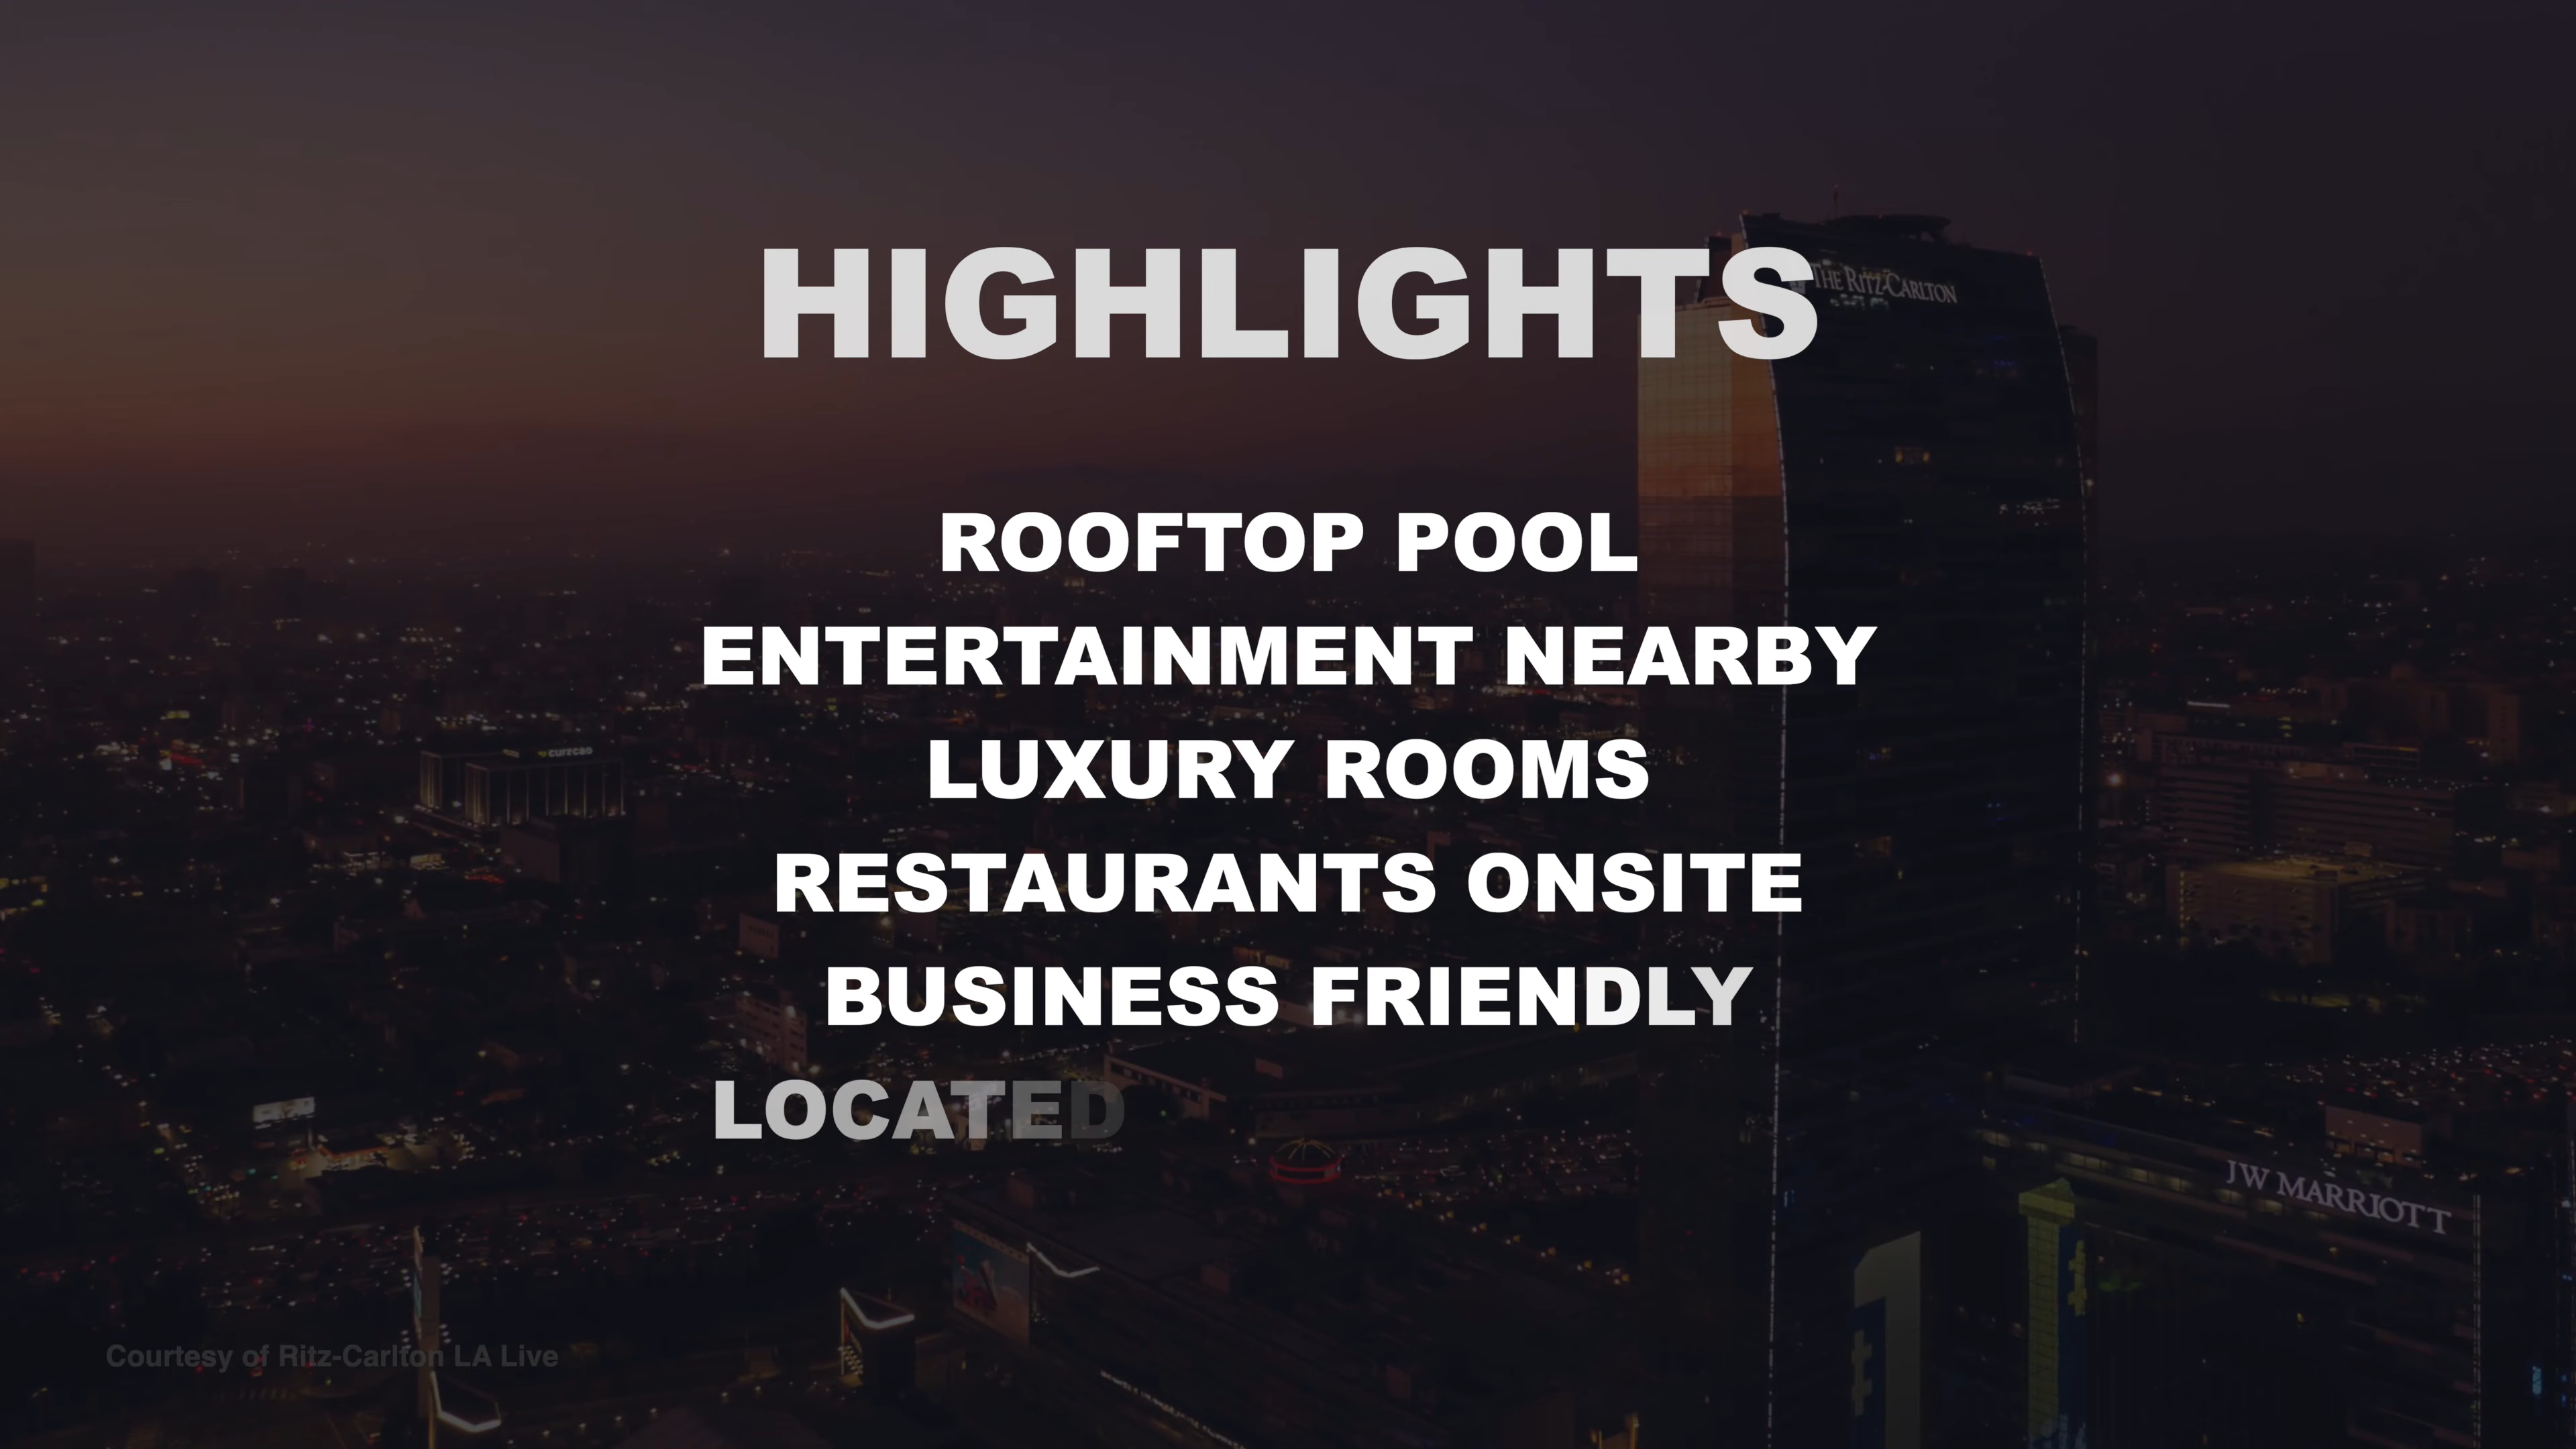 HIGHLIGHTS
THE RITZ-CARLTON
ROOFTOP POOL
ENTERTAINMENT NEARBY
LUXURY ROOMS
curacao
RESTAURANTS ONSITE
BUSINESS FRIENDLY
LOCATED
JW MARRIOTT
Courtesy of Ritz-Carlton LA Live